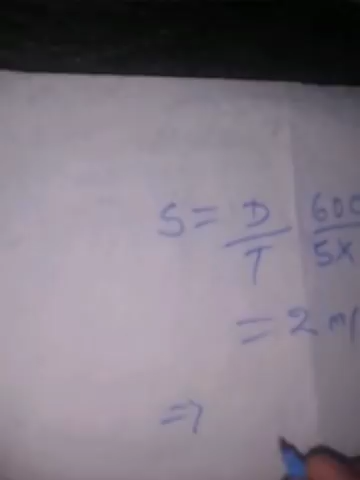 S = D/T 600/5x
= 2 m/
=>